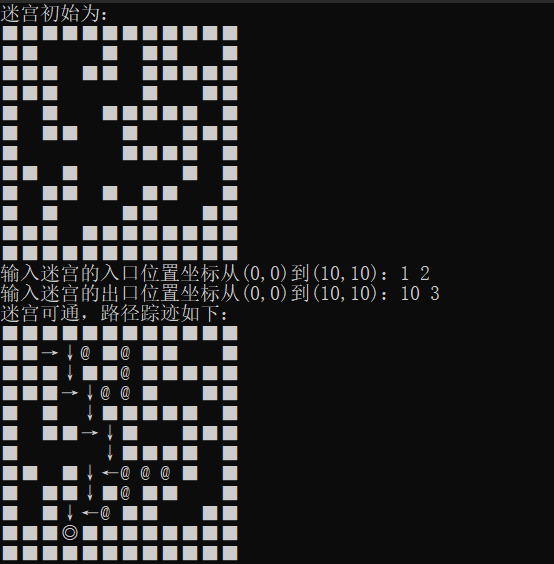 迷宫初始为:
输入迷宫的入口位置坐标从(0,0)到(10,10): 1 2
输入迷宫的出口位置坐标从(0,0)到(10,10): 10 3
迷宫可通，路径踪迹如下:
→↓@ @
↓ @
→↓@ @
↓
→↓
↓
↓←@ @ @
↓ @
↓←@
◎